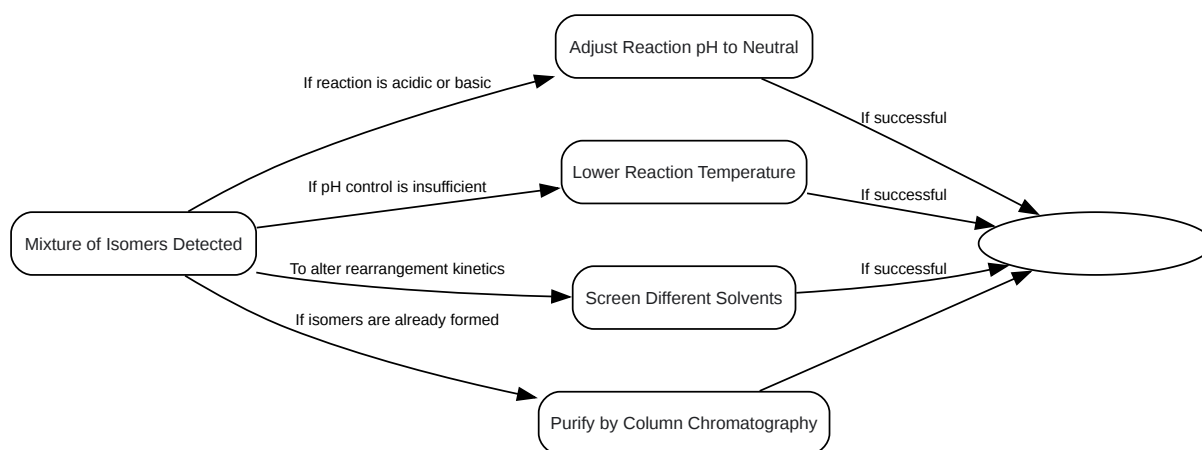 Adjust Reaction pH to Neutral
If reaction is acidic or basic
If successful
Lower Reaction Temperature
If pH control is insufficient
If successful
Mixture of Isomers Detected
To alter rearrangement kinetics
If successful
Screen Different Solvents
If isomers are already formed
Purify by Column Chromatography